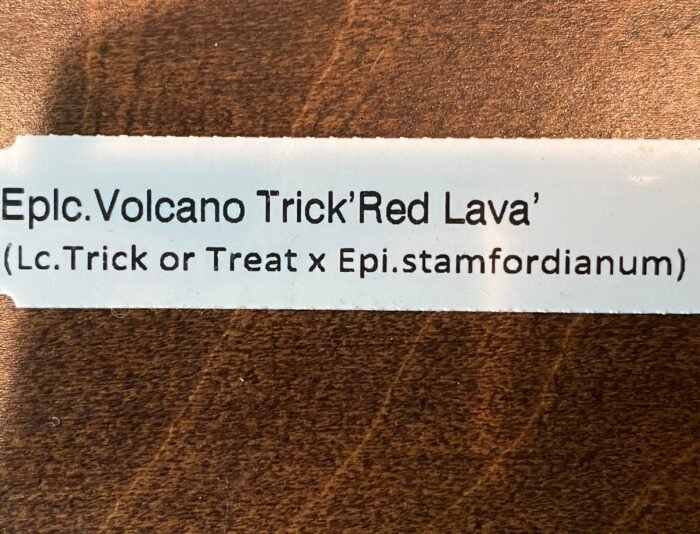 Eplc.Volcano Trick'Red Lava'
(Lc.Trick or Treat x Epi.stamfordianum)